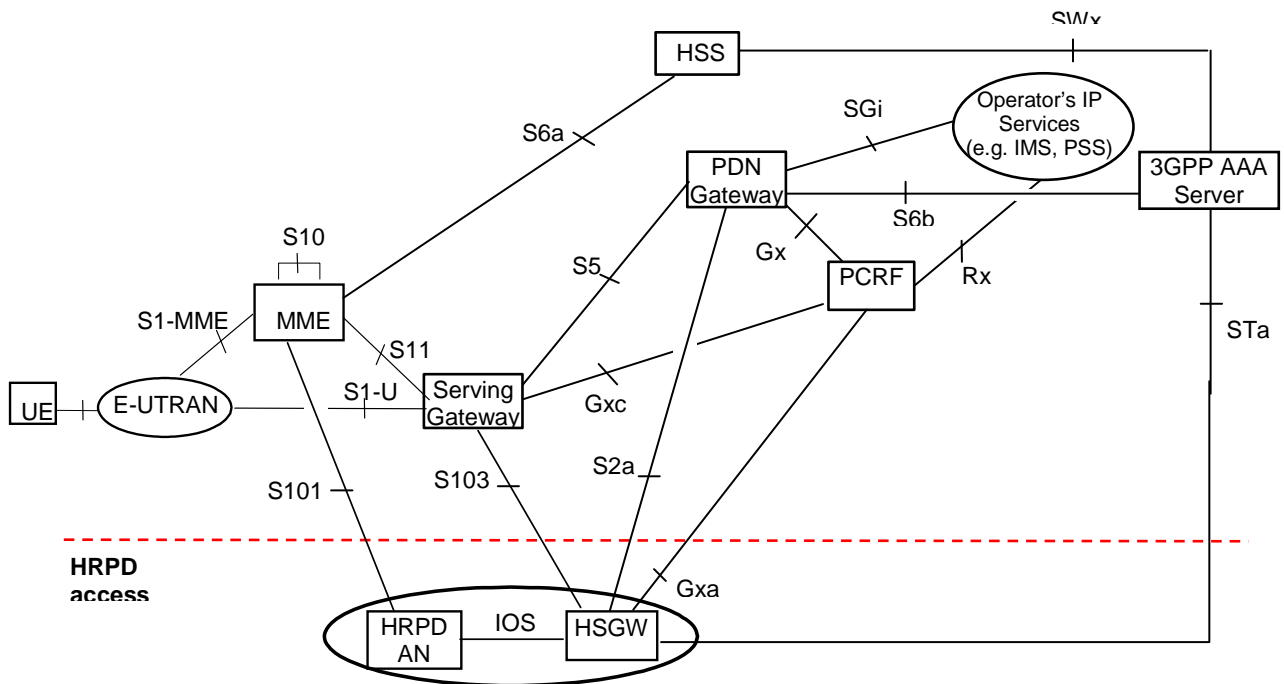 SWx
HSS
Operator's IP
Services
(e.g. IMS, PSS)
SGi
S6a
PDN
Gateway
3GPP AAA
Server
S6b
S10
Gx
S5
PCRF
Rx
S1-MME
MME
STa
S11
S1-U
Serving
Gateway
UE
E-UTRAN
Gxc
S2a
S101
S103
HRPD
access
Gxa
IOS
HRPD
AN
HSGW